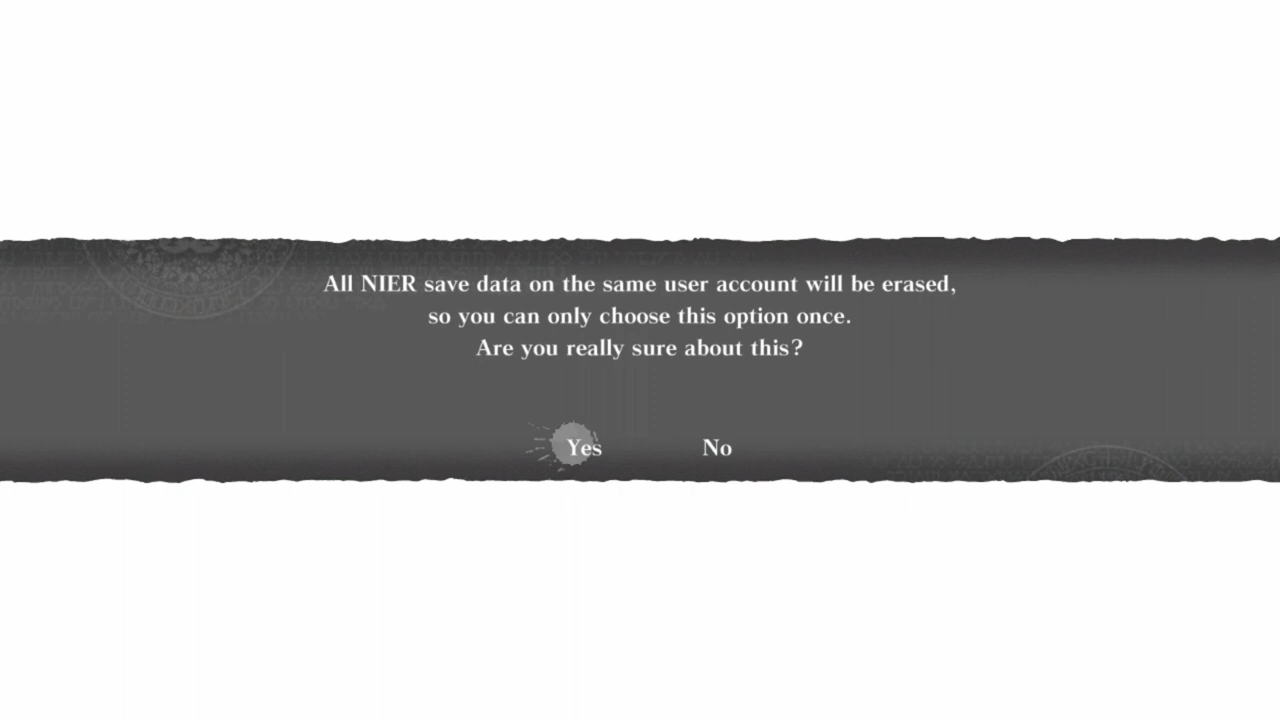 All NIER save data on the same user account will be erased,
so you can only choose this option once.
Are you really sure about this?
Yes No